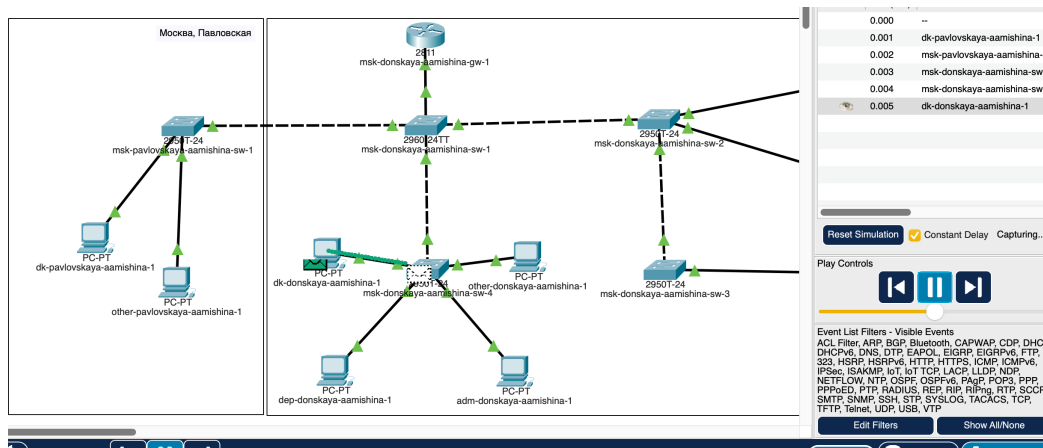 Москва, Павловская
2811
msk-donskaya-aamishina-gw-1
2950T-24
msk-pavlovskaya-aamishina-sw-1
2960-24TT
msk-donskaya-aamishina-sw-1
2950T-24
msk-donskaya-aamishina-sw-2
PC-PT
dk-pavlovskaya-aamishina-1
PC-PT
other-pavlovskaya-aamishina-1
PC-PT
dk-donskaya-aamishina-1
2950T-24
msk-donskaya-aamishina-sw-4
PC-PT
other-donskaya-aamishina-1
2950T-24
msk-donskaya-aamishina-sw-3
PC-PT
dep-donskaya-aamishina-1
PC-PT
adm-donskaya-aamishina-1
0.000 --
0.001 dk-pavlovskaya-aamishina-1
0.002 msk-pavlovskaya-aamishina-
0.003 msk-donskaya-aamishina-sw
0.004 msk-donskaya-aamishina-sw
0.005 dk-donskaya-aamishina-1
Reset Simulation Constant Delay Capturing..
Play Controls
Event List Filters - Visible Events
ACL Filter, ARP, BGP, Bluetooth, CAPWAP, CDP, DHC
DHCPv6, DNS, DTP, EAPOL, EIGRP, EIGRPv6, FTP,
323, HSRP, HSRPv6, HTTP, HTTPS, ICMP, ICMPv6,
IPSec, ISAKMP, IoT, IoT TCP, LACP, LLDP, NDP,
NETFLOW, NTP, OSPF, OSPFv6, PAgP, POP3, PPP,
PPPoED, PTP, RADIUS, REP, RIP, RIPng, RTP, SCCP
SMTP, SNMP, SSH, STP, SYSLOG, TACACS, TCP,
TFTP, Telnet, UDP, USB, VTP
Edit Filters Show All/None